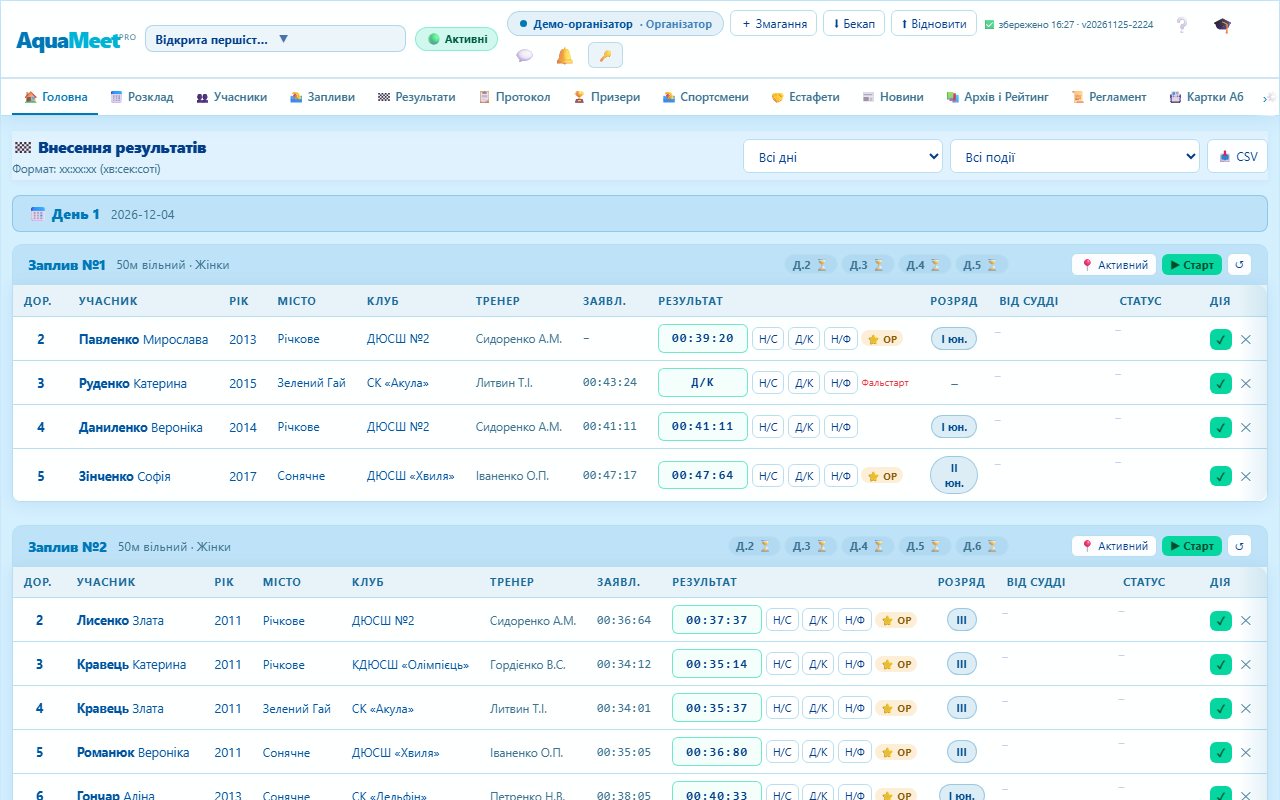 AquaMeet PRO
Відкрита першіст... ▼
Активні
Демо-організатор · Організатор
+ Змагання
⬇ Бекап
⬆ Відновити
✅ збережено 16:27 · v20261125-2224
Головна
Розклад
Учасники
Запливи
Результати
Протокол
Призери
Спортсмени
Естафети
Новини
Архів і Рейтинг
Регламент
Картки А6
Внесення результатів
Формат: хх:хх:хх (хв:сек:соті)
Всі дні
Всі події
CSV
День 1 2026-12-04
Заплив №1 50м вільний · Жінки Д.2 Д.3 Д.4 Д.5 Активний ▶ Старт ↺
ДОР. УЧАСНИК РІК МІСТО КЛУБ ТРЕНЕР ЗАЯВЛ. РЕЗУЛЬТАТ РОЗРЯД ВІД СУДДІ СТАТУС ДІЯ
2 Павленко Мирослава 2013 Річкове ДЮСШ №2 Сидоренко А.М. – 00:39:20 Н/С Д/К Н/Ф ОР І юн. – – ✓ ✕
3 Руденко Катерина 2015 Зелений Гай СК «Акула» Литвин Т.І. 00:43:24 Д/К Н/С Д/К Н/Ф Фальстарт – – – ✓ ✕
4 Даниленко Вероніка 2014 Річкове ДЮСШ №2 Сидоренко А.М. 00:41:11 00:41:11 Н/С Д/К Н/Ф І юн. – – ✓ ✕
5 Зінченко Софія 2017 Сонячне ДЮСШ «Хвиля» Іваненко О.П. 00:47:17 00:47:64 Н/С Д/К Н/Ф ОР ІІ юн. – – ✓ ✕
Заплив №2 50м вільний · Жінки Д.2 Д.3 Д.4 Д.5 Д.6 Активний ▶ Старт ↺
ДОР. УЧАСНИК РІК МІСТО КЛУБ ТРЕНЕР ЗАЯВЛ. РЕЗУЛЬТАТ РОЗРЯД ВІД СУДДІ СТАТУС ДІЯ
2 Лисенко Злата 2011 Річкове ДЮСШ №2 Сидоренко А.М. 00:36:64 00:37:37 Н/С Д/К Н/Ф ОР ІІІ – – ✓ ✕
3 Кравець Катерина 2011 Річкове КДЮСШ «Олімпієць» Гордієнко В.С. 00:34:12 00:35:14 Н/С Д/К Н/Ф ОР ІІІ – – ✓ ✕
4 Кравець Злата 2011 Зелений Гай СК «Акула» Литвин Т.І. 00:34:01 00:35:37 Н/С Д/К Н/Ф ОР ІІІ – – ✓ ✕
5 Романюк Вероніка 2011 Сонячне ДЮСШ «Хвиля» Іваненко О.П. 00:35:05 00:36:80 Н/С Д/К Н/Ф ОР ІІІ – – ✓ ✕
6 Гончар Аліна 2013 Сонячне СК «Дельфін» Петренко Н.В. 00:38:05 00:40:33 Н/С Д/К Н/Ф ОР І юн. – – ✓ ✕